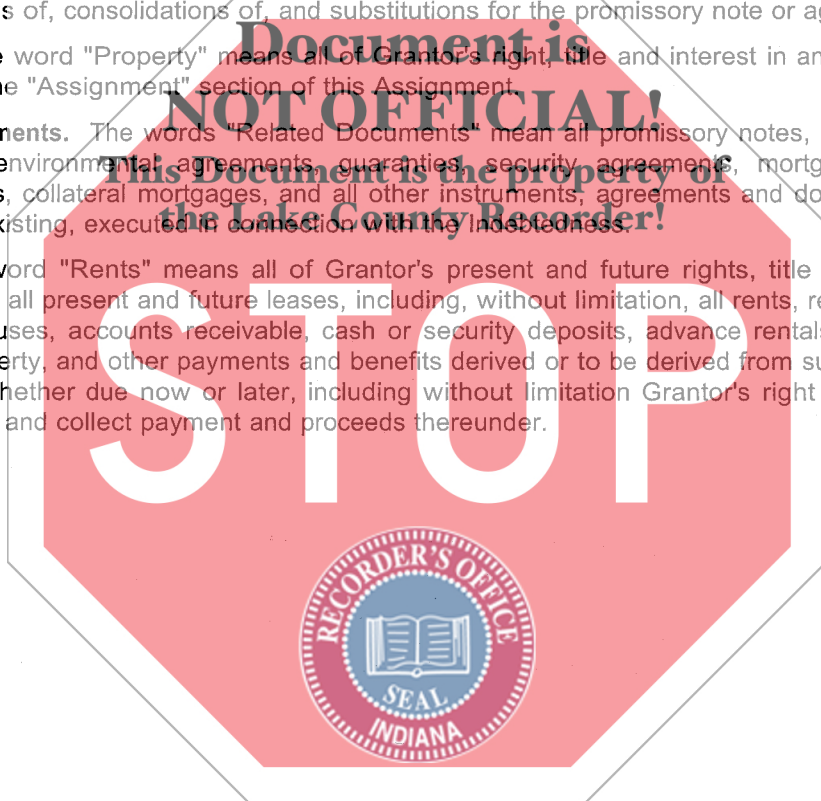 s of, consolidations of, and substitutions for the promissory note or ag
Document is
word "Property" means all of Grantor's right, title and interest in an
"Assignment" section of this Assignment.
NOT OFFICIAL!
ents. The words "Related Documents" mean all promissory notes,
environmental agreements, guaranties, security agreements, mortg
This Document is the property of
s, collateral mortgages, and all other instruments, agreements and do
the Lake County Recorder!
xisting, executed in connection with the Indebtedness.
word "Rents" means all of Grantor's present and future rights, title
all present and future leases, including, without limitation, all rents, re
uses, accounts receivable, cash or security deposits, advance rentals
erty, and other payments and benefits derived or to be derived from su
hether due now or later, including without limitation Grantor's right
and collect payment and proceeds thereunder.
STOP
RECORDER'S OFFICE
SEAL
INDIANA